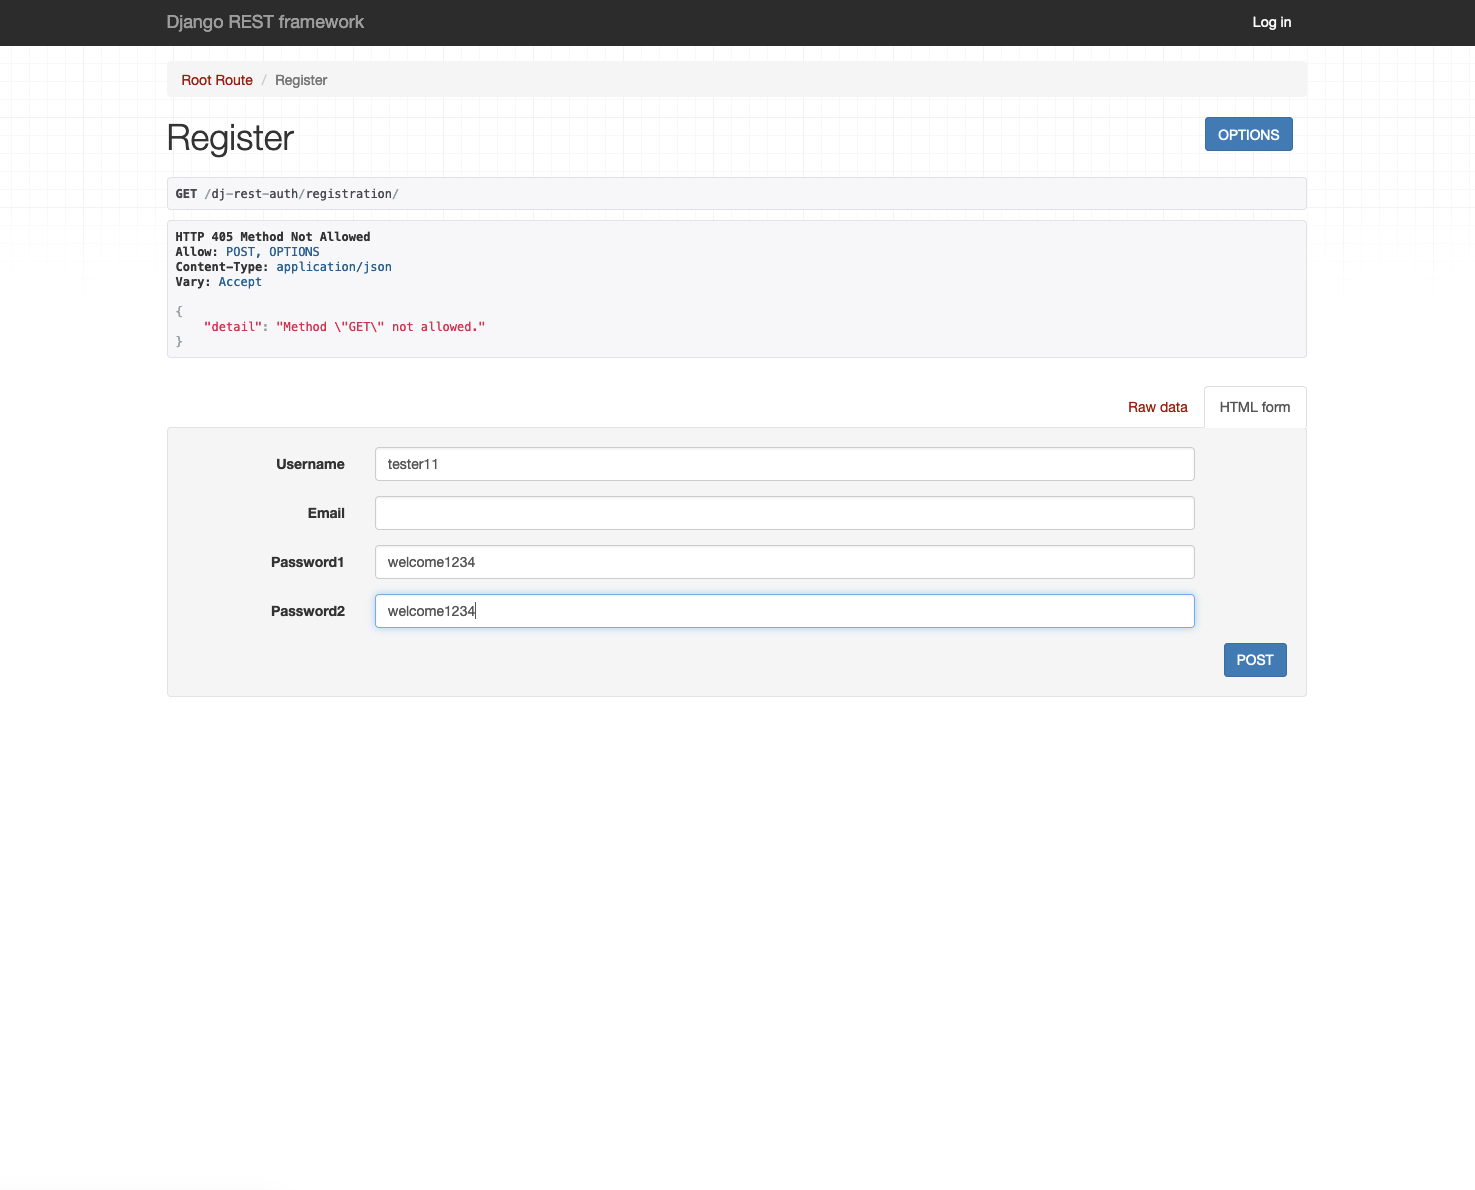 Django REST framework Log in
Root Route / Register
Register OPTIONS
GET /dj-rest-auth/registration/
HTTP 405 Method Not Allowed
Allow: POST, OPTIONS
Content-Type: application/json
Vary: Accept
{
"detail": "Method \"GET\" not allowed."
}
Raw data HTML form
Username tester11
Email
Password1 welcome1234
Password2 welcome1234
POST